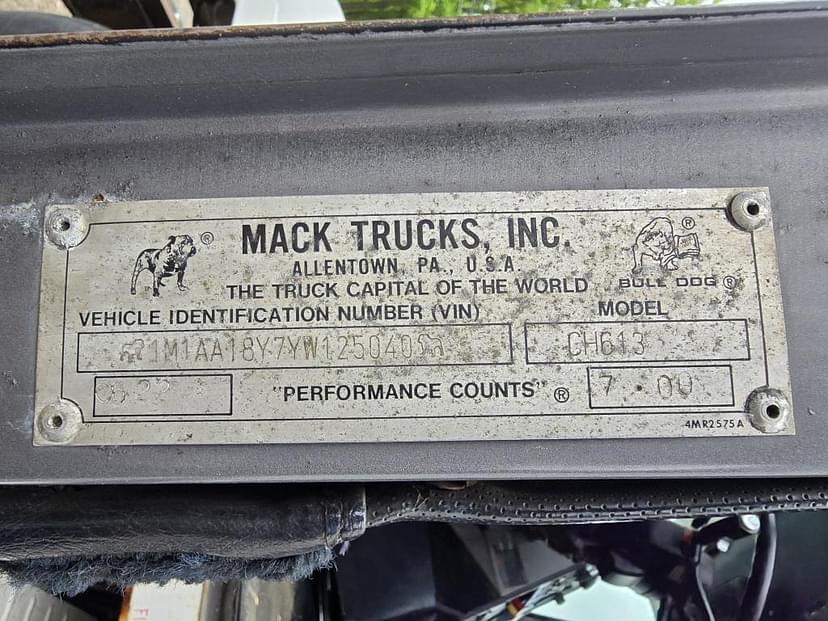 MACK TRUCKS, INC.
ALLENTOWN, PA., U.S.A
THE TRUCK CAPITAL OF THE WORLD
BULL DOG ®
VEHICLE IDENTIFICATION NUMBER (VIN)
MODEL
1M1AA18Y7YW125040
CH613
"PERFORMANCE COUNTS" ®
7 • 00
4MR2575A